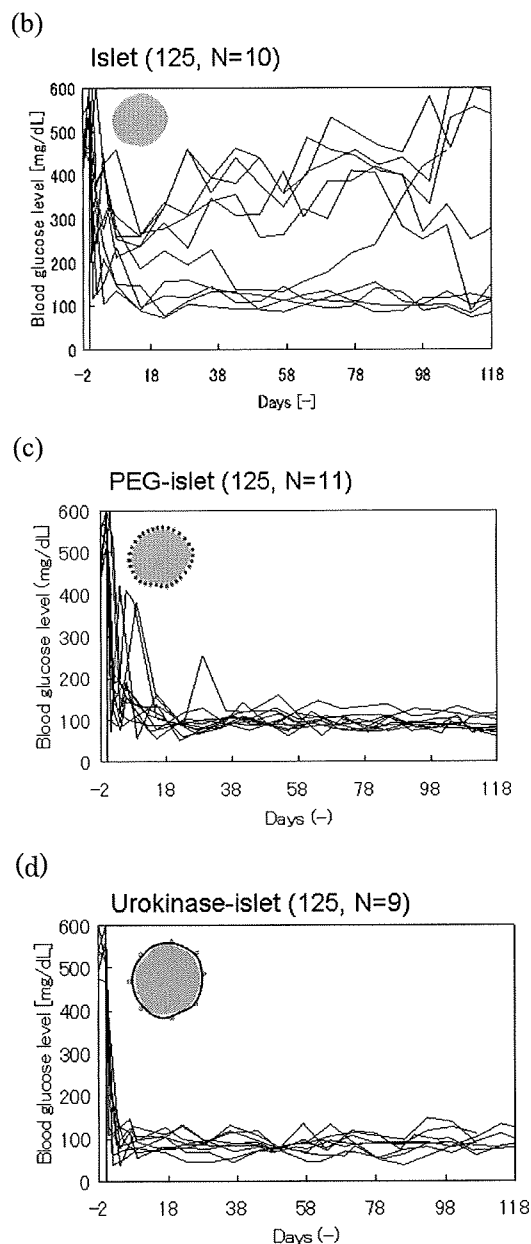 (b)
Islet (125, N=10)
Blood glucose level [mg/dL]
600
500
400
300
200
100
0
-2 18 38 58 78 98 118
Days [-]
(c)
PEG-islet (125, N=11)
Blood glucose level (mg/dL)
600
500
400
300
200
100
0
-2 18 38 58 78 98 118
Days (-)
(d)
Urokinase-islet (125, N=9)
Blood glucose level [mg/dL]
600
500
400
300
200
100
0
-2 18 38 58 78 98 118
Days (-)